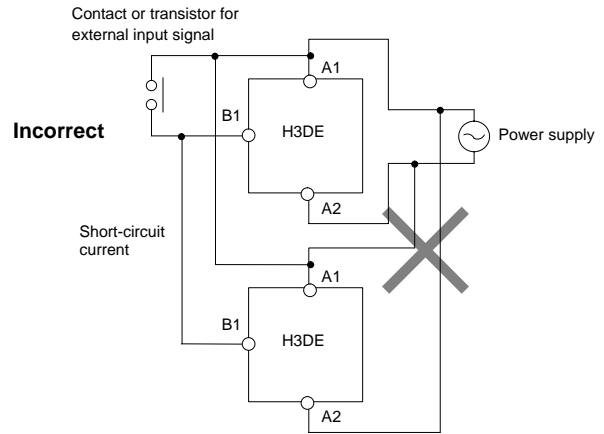 Contact or transistor for
external input signal
A1
B1
Incorrect
H3DE
Power supply
A2
Short-circuit
current
A1
B1
H3DE
A2